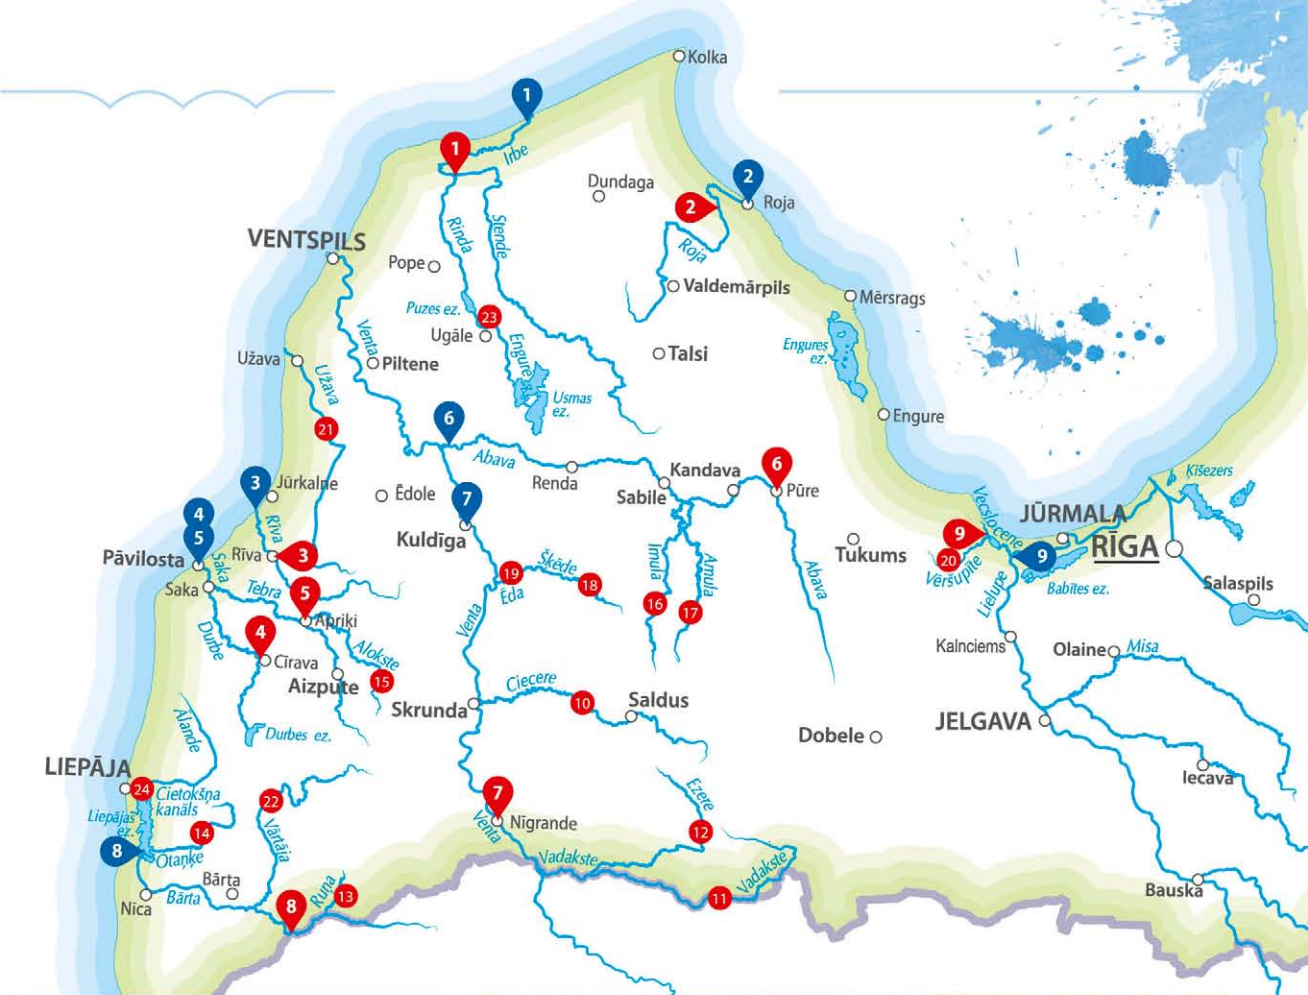 Kolka
1
1
Irbe
Dundaga
2
2
Roja
Roja
VENTSPILS
Rinda
Stende
Pope
Valdemārpils
Mērsrags
Puzes ez.
23
Ugāle
Engure
Venta
Piltene
Talsi
Engures
ez.
Užava
Užava
Usmas
ez.
Engure
21
6
Abava
Renda
Kandava
Sabile
6
Pūre
Ķīšezers
3
Jūrkalne
Ēdole
7
Kuldīga
Vecslocene
JŪRMALA
RĪGA
4
5
Pāvilosta
Rīva
Rīva
3
Saka
Saka
Tebra
5
Apriķi
19
Šķēde
18
Ēda
Imula
Amula
16
17
Abava
Tukums
9
20
Vēršupīte
9
Babītes ez.
Salaspils
Lielupe
Durbe
4
Cīrava
Alokste
15
Aizpute
Venta
Kalnciems
Olaine
Misa
Skrunda
Ciecere
10
Saldus
JELGAVA
Dobele
Ālande
Durbes ez.
Iecava
LIEPĀJA
24
Cietokšņa
kanāls
Liepājas
ez.
14
Otaņķe
8
22
Vārtāja
7
Nīgrande
Venta
Ezere
12
Vadakste
Vadakste
11
Bauska
Bārta
Bārta
Nīca
8
Ruņa
13